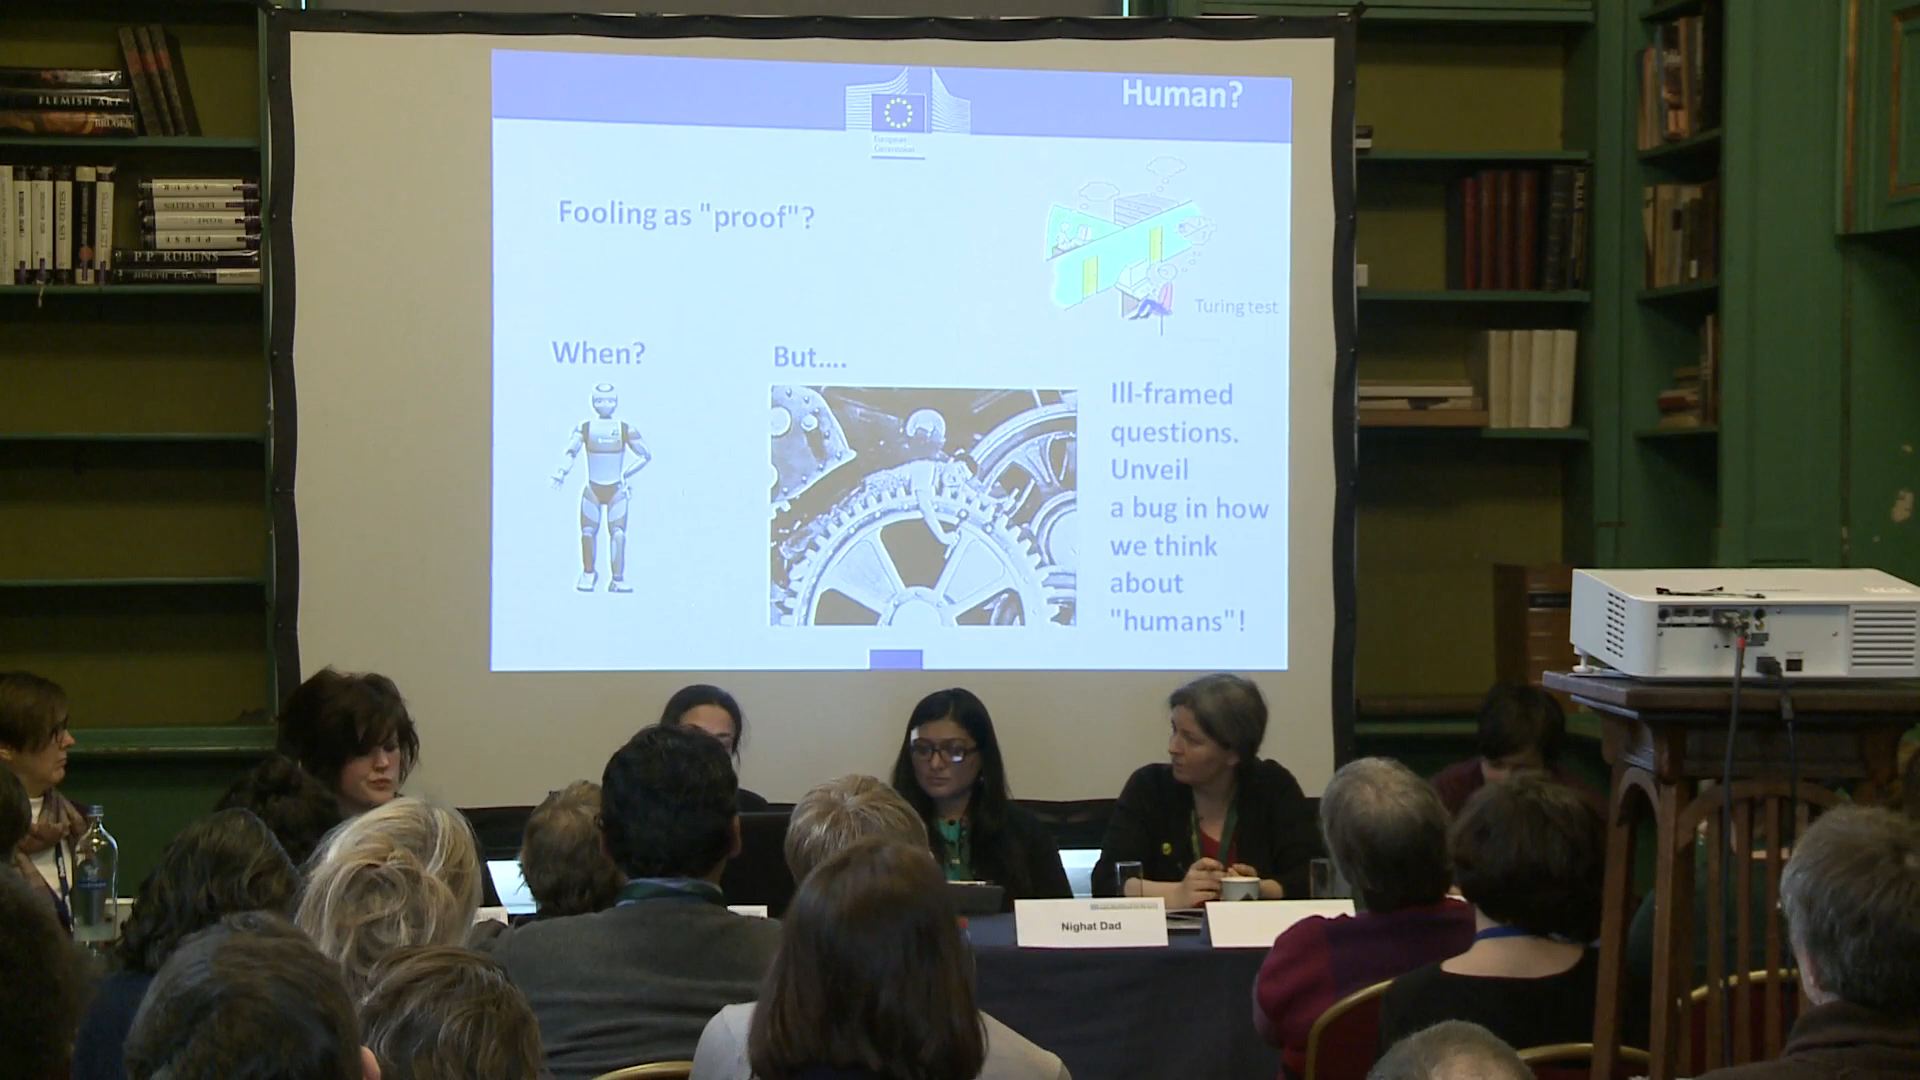 Human?
European
Commission
Fooling as "proof"?
Turing test
When?
But....
Ill-framed
questions.
Unveil
a bug in how
we think
about
"humans"!
FLEMISH ART
P.P. RUBENS
Nighat Dad